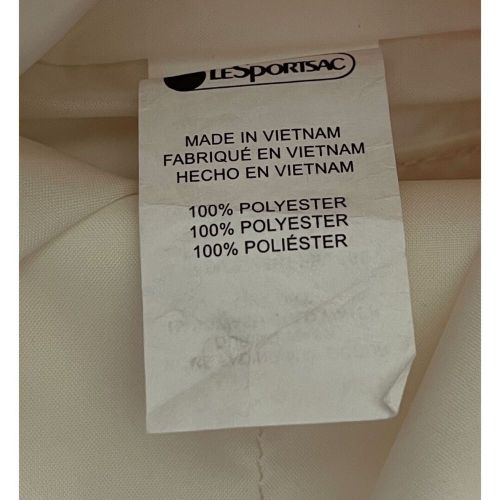 LeSportsac
MADE IN VIETNAM
FABRIQUÉ EN VIETNAM
HECHO EN VIETNAM
100% POLYESTER
100% POLYESTER
100% POLIÉSTER